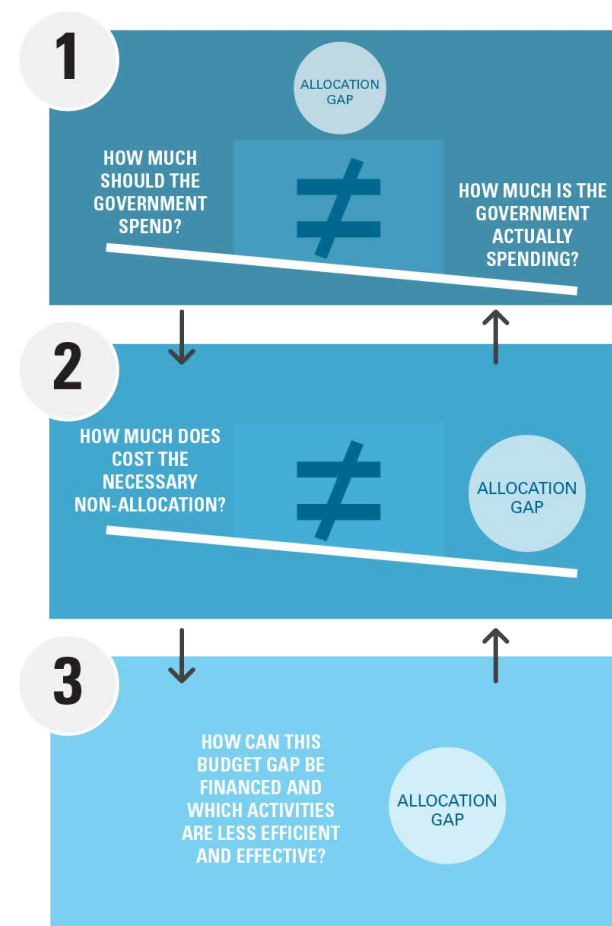 1
ALLOCATION
GAP
HOW MUCH
SHOULD THE
GOVERNMENT
SPEND?
≠
HOW MUCH IS THE
GOVERNMENT
ACTUALLY
SPENDING?
2
HOW MUCH DOES
COST THE
NECESSARY
NON-ALLOCATION?
≠
ALLOCATION
GAP
3
HOW CAN THIS
BUDGET GAP BE
FINANCED AND
WHICH ACTIVITIES
ARE LESS EFFICIENT
AND EFFECTIVE?
ALLOCATION
GAP